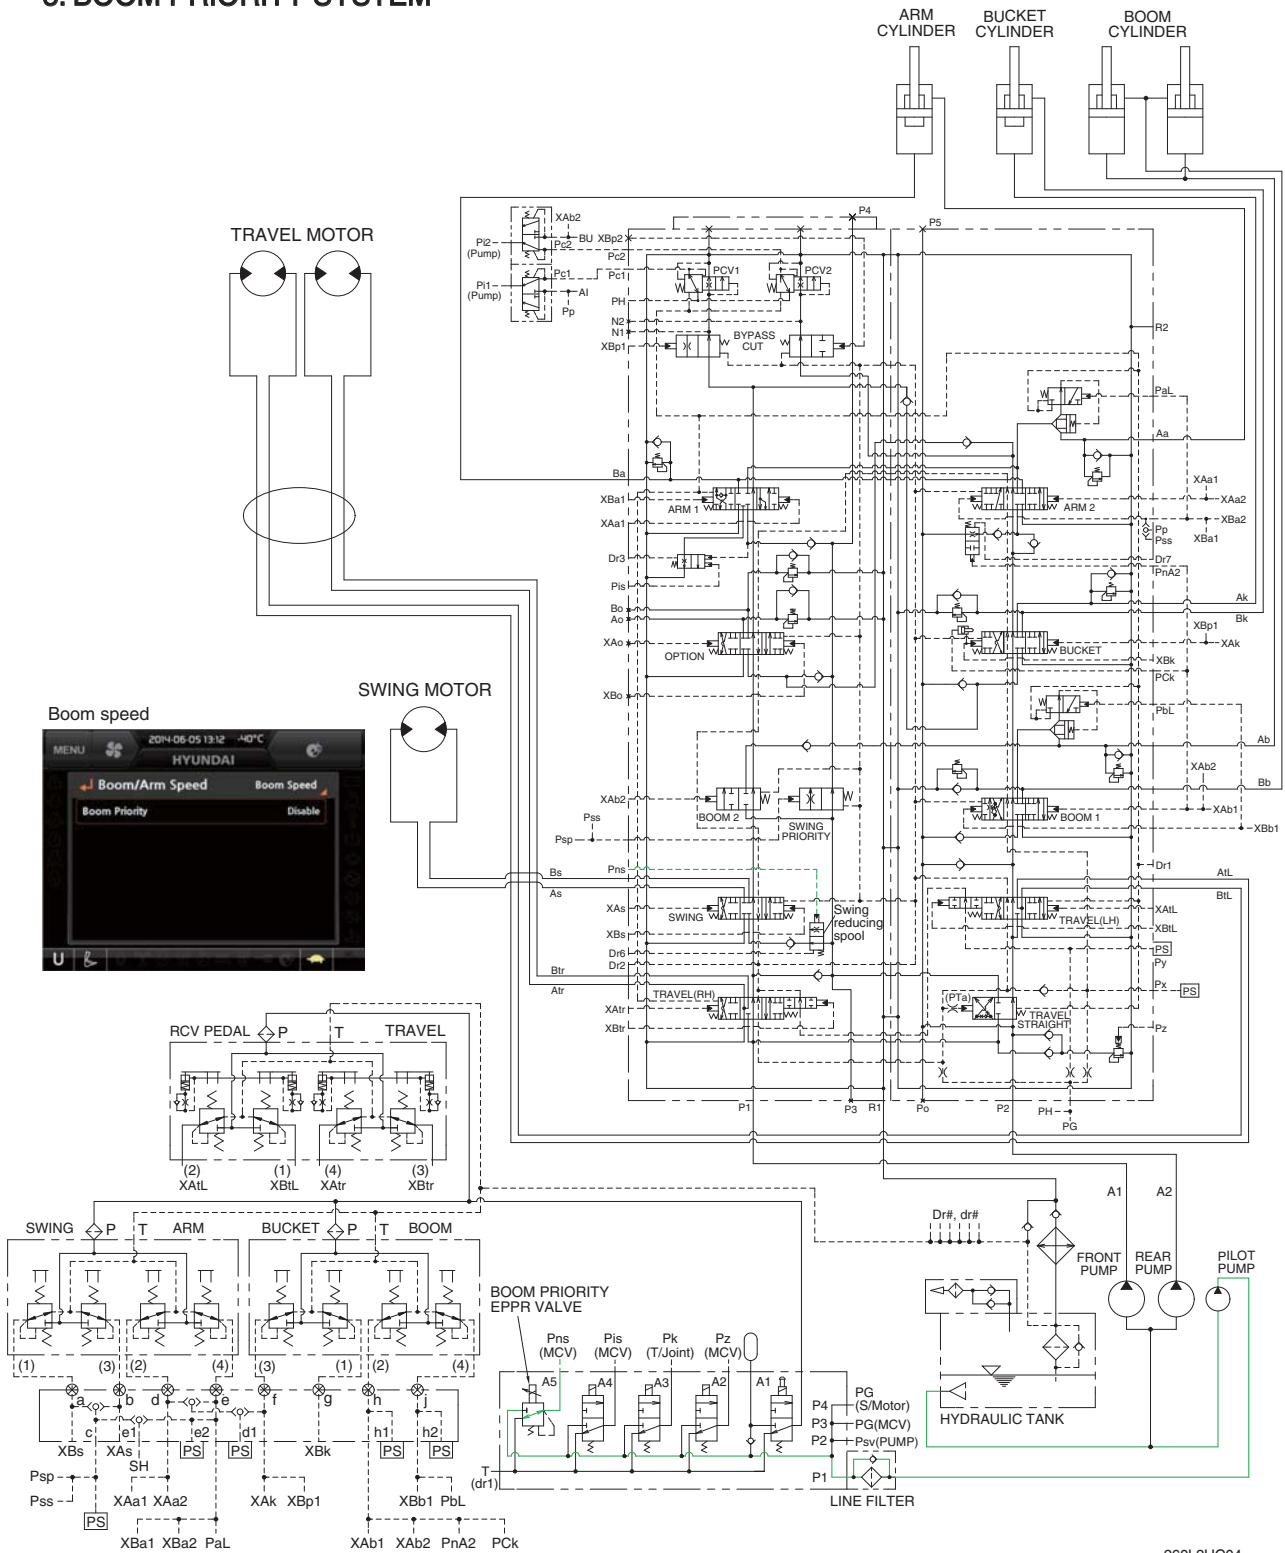 ARM
CYLINDER
BUCKET
CYLINDER
BOOM
CYLINDER
TRAVEL MOTOR
XAb2
BU
XBp2
Pi2
(Pump)
Pc2
Pc2
Pc1
Pc1
Pi1
(Pump)
AI
Pp
PH
N2
N1
XBp1
P4
P5
PCV1
PCV2
BYPASS
CUT
R2
PaL
Aa
Ba
XBa1
ARM 1
XAa1
ARM 2
XAa1
XAa2
XBa2
XBa1
Pp
Pss
Dr3
Pis
Dr7
PnA2
Bo
Ao
Ak
Bk
XAo
OPTION
XBo
BUCKET
XBp1
XAk
XBk
PCk
PbL
SWING MOTOR
Boom speed
MENU
2014-06-05 13:12 -40°C
HYUNDAI
Boom/Arm Speed
Boom Speed
Boom Priority
Disable
U
Ab
XAb2
Bb
XAb2
BOOM 2
SWING
PRIORITY
BOOM 1
XAb1
XBb1
Pss
Psp
Pns
Dr1
Bs
As
AtL
BtL
XAs
SWING
XBs
Swing
reducing
spool
TRAVEL(LH)
XAtL
XBtL
Dr6
Dr2
PS
Py
Px
PS
Btr
Atr
TRAVEL(RH)
XAtr
XBtr
(PTa)
TRAVEL
STRAIGHT
Pz
P1
P3
R1
Po
P2
PH
PG
RCV PEDAL
P
T
TRAVEL
(2)
XAtL
(1)
XBtL
(4)
XAtr
(3)
XBtr
SWING
P
T
ARM
BUCKET
P
T
BOOM
(1)
(3)
(2)
(4)
(3)
(1)
(2)
(4)
a
b
d
e
f
g
h
j
c
e1
e2
d1
h1
h2
XBs
XAs
PS
PS
XBk
PS
PS
SH
Psp
Pss
PS
XAa1
XAa2
XAk
XBp1
XBb1
PbL
XBa1
XBa2
PaL
XAb1
XAb2
PnA2
PCk
BOOM PRIORITY
EPPR VALVE
Pns
(MCV)
Pis
(MCV)
Pk
(T/Joint)
Pz
(MCV)
A5
A4
A3
A2
A1
T
(dr1)
PG
P4
(S/Motor)
P3
PG(MCV)
P2
Psv(PUMP)
P1
LINE FILTER
Dr#, dr#
A1
A2
FRONT
PUMP
REAR
PUMP
PILOT
PUMP
HYDRAULIC TANK